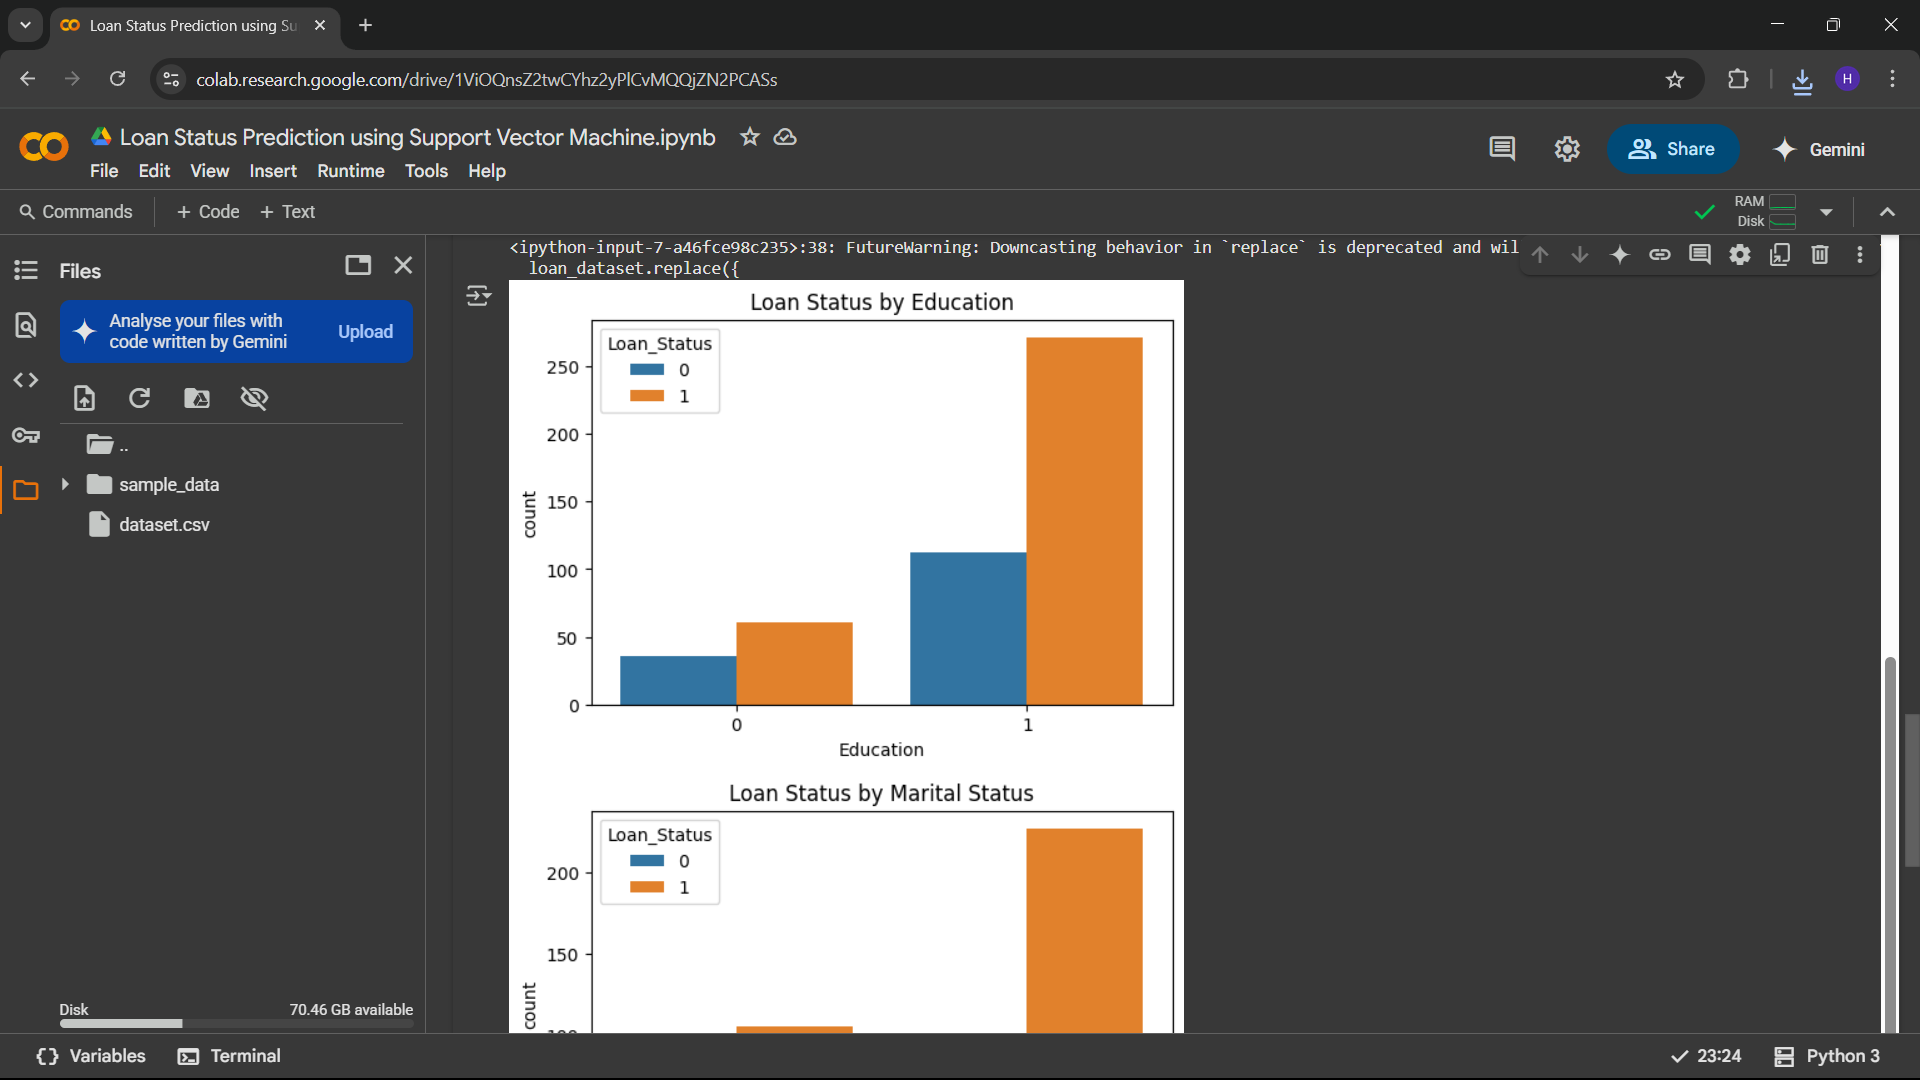 Loan Status Prediction using Su
colab.research.google.com/drive/1ViOQnsZ2twCYhz2yPlCvMQQjZN2PCASs
H
Loan Status Prediction using Support Vector Machine.ipynb
File Edit View Insert Runtime Tools Help
Share
Gemini
Commands + Code + Text
RAM
Disk
Files
Analyse your files with
code written by Gemini
Upload
..
sample_data
dataset.csv
Disk 70.46 GB available
<ipython-input-7-a46fce98c235>:38: FutureWarning: Downcasting behavior in `replace` is deprecated and wil
loan_dataset.replace({
Loan Status by Education
Loan_Status
0
1
250
200
150
100
50
0
count
0 1
Education
Loan Status by Marital Status
Loan_Status
0
1
200
150
100
count
Variables Terminal
23:24 Python 3